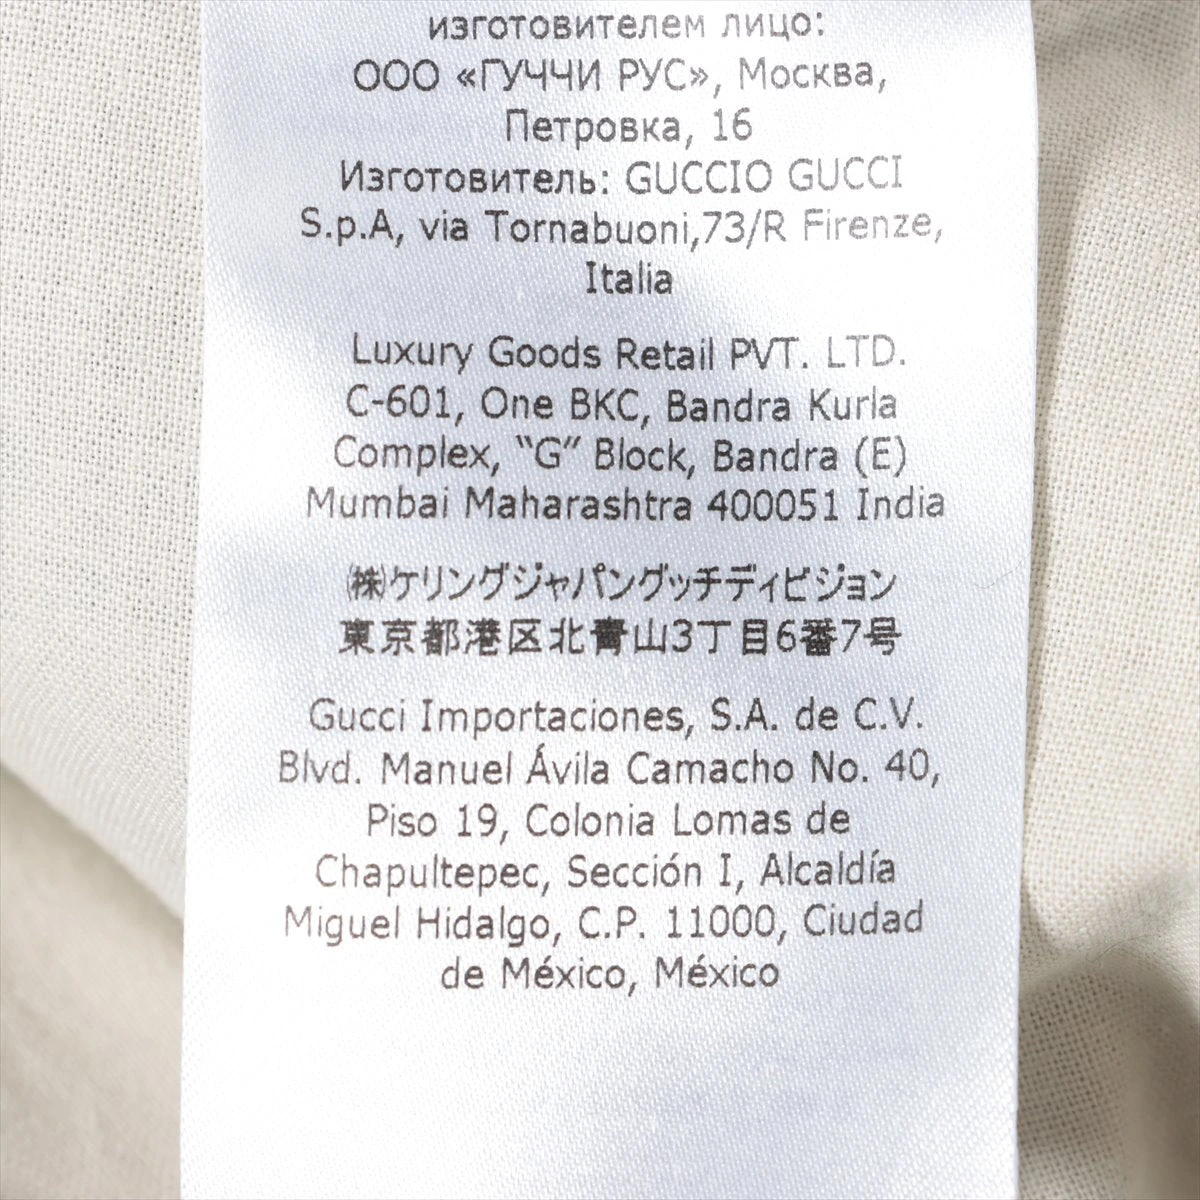 изготовителем лицо:
ООО «ГУЧЧИ РУС», Москва,
Петровка, 16
Изготовитель: GUCCIO GUCCI
S.p.A, via Tornabuoni,73/R Firenze,
Italia
Luxury Goods Retail PVT. LTD.
C-601, One BKC, Bandra Kurla
Complex, “G” Block, Bandra (E)
Mumbai Maharashtra 400051 India
㈱ケリングジャパングッチディビジョン
東京都港区北青山3丁目6番7号
Gucci Importaciones, S.A. de C.V.
Blvd. Manuel Ávila Camacho No. 40,
Piso 19, Colonia Lomas de
Chapultepec, Sección I, Alcaldía
Miguel Hidalgo, C.P. 11000, Ciudad
de México, México